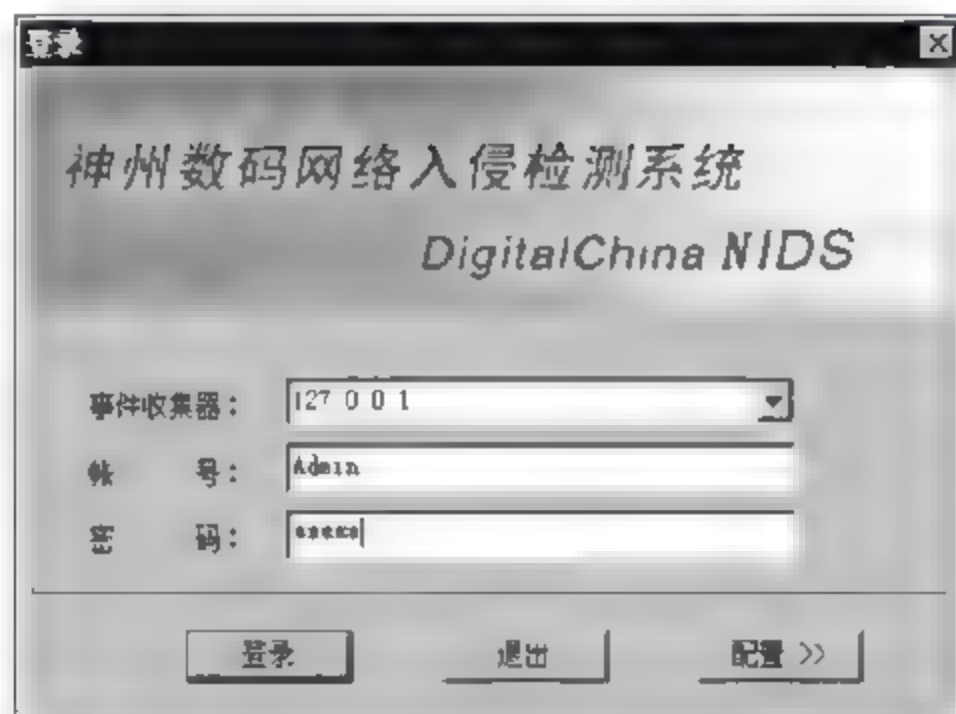 登录
神州数码网络入侵检测系统
DigitalChina NIDS
事件收集器：
127 0 0 1
帐 号：
Admin
密 码：
*****
登录 退出 配置 >>